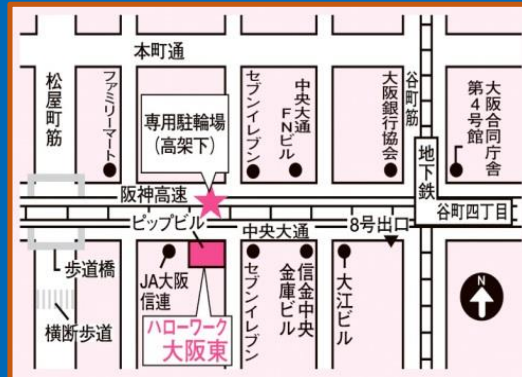 本町通
松屋町筋
ファミリーマート
専用駐輪場
(高架下)
セブンイレブン
中央大通
FNビル
大阪銀行協会
谷町筋
地下鉄
大阪合同庁舎
第4号館
阪神高速
谷町四丁目
ピップビル
中央大通
8号出口
歩道橋
JA大阪
信連
セブンイレブン
信金中央
金庫ビル
大江ビル
N
横断歩道
ハローワーク
大阪東